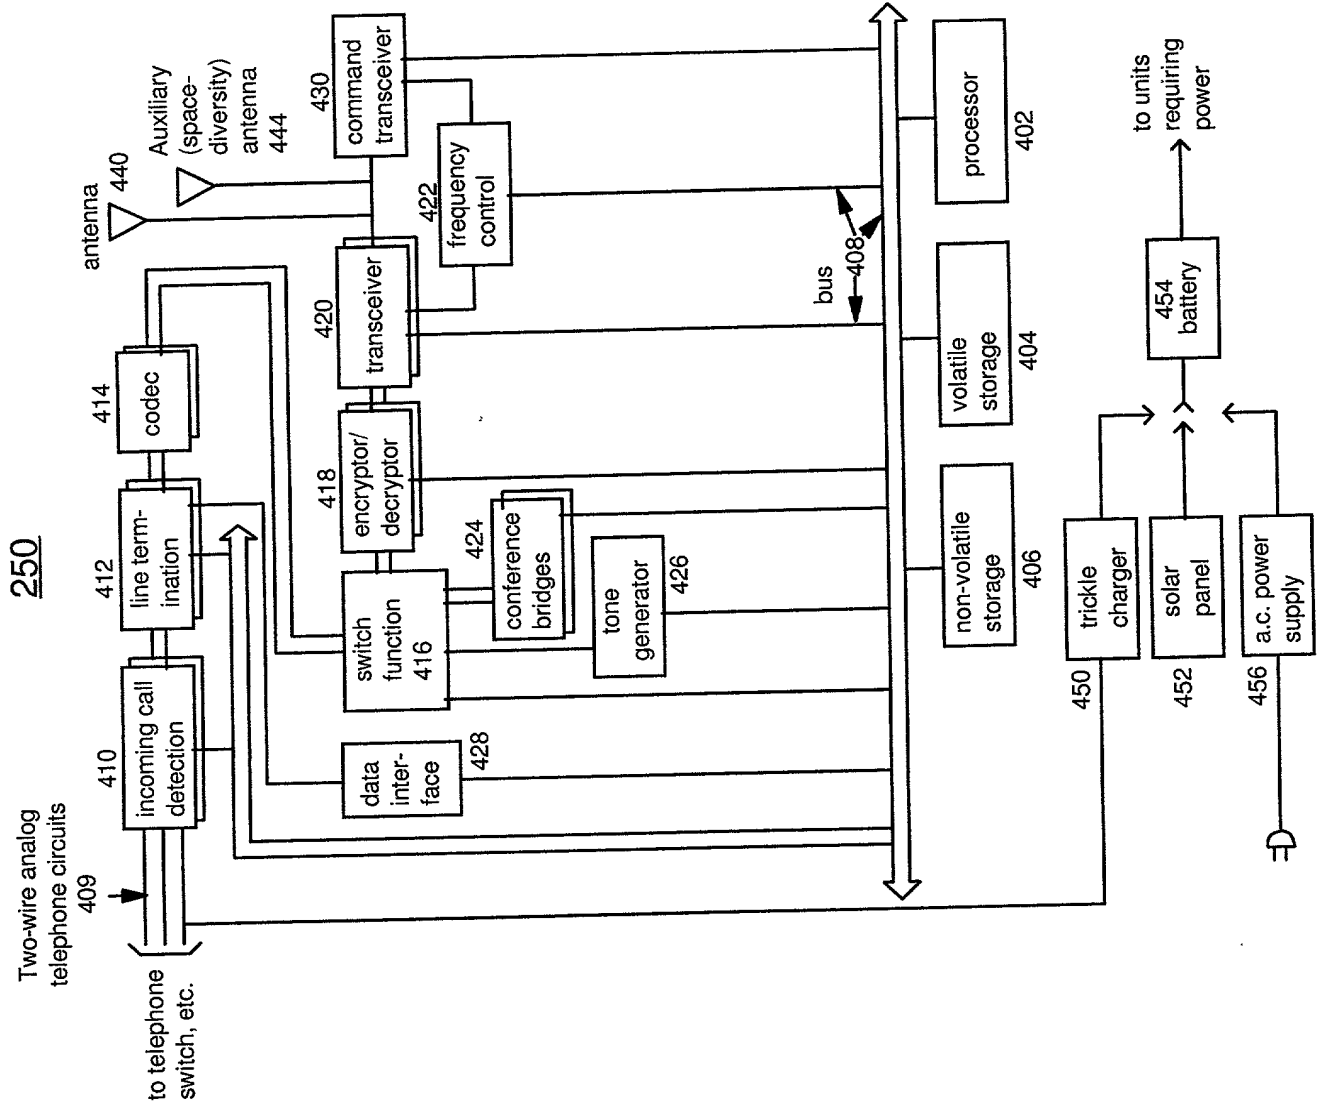 250
Two-wire analog
telephone circuits
409
to telephone
switch, etc.
410
incoming call
detection
412
line term-
ination
414
codec
antenna
440
Auxiliary
(space-
diversity)
antenna
444
data
inter-
face
428
switch
function
416
418
encryptor/
decryptor
420
transceiver
430
command
transceiver
422
frequency
control
424
conference
bridges
tone
generator
426
bus
408
non-volatile
storage
406
volatile
storage
404
processor
402
450
trickle
charger
452
solar
panel
456
a.c. power
supply
454
battery
to units
requiring
power